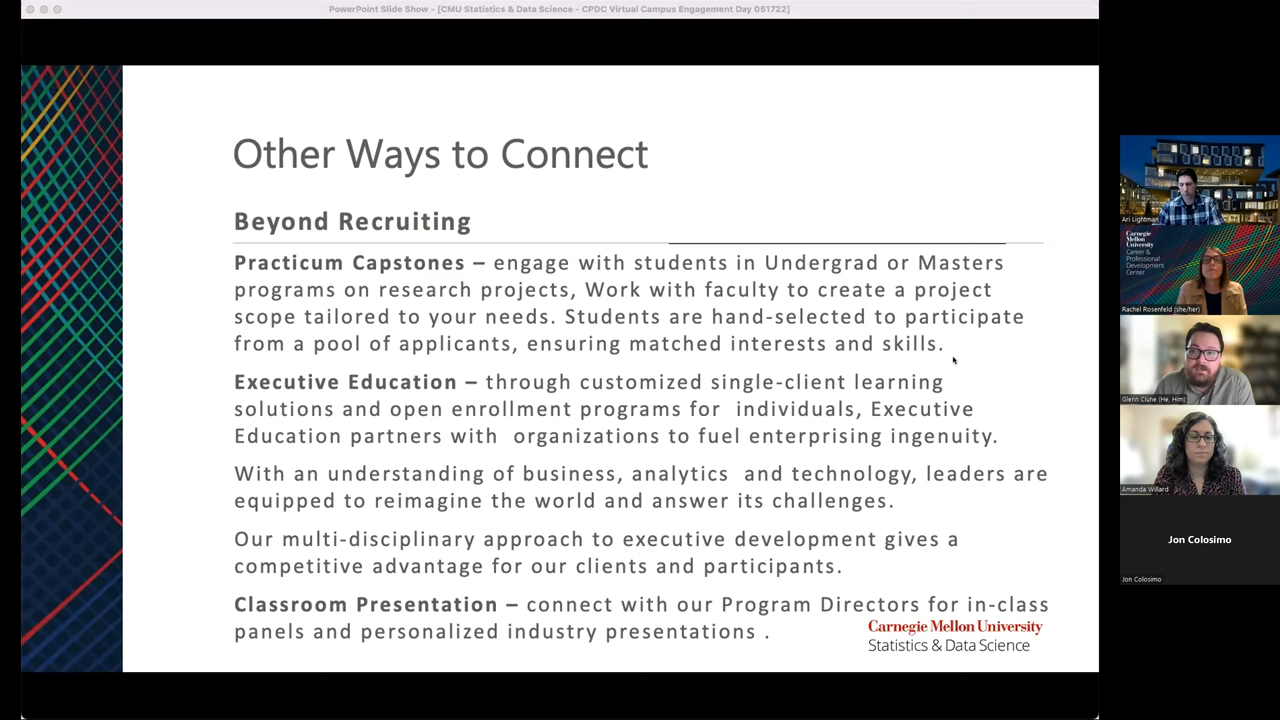 PowerPoint Slide Show - [CMU Statistics & Data Science - CPDC Virtual Campus Engagement Day 051722]
Other Ways to Connect
Beyond Recruiting
Practicum Capstones – engage with students in Undergrad or Masters
programs on research projects, Work with faculty to create a project
scope tailored to your needs. Students are hand-selected to participate
from a pool of applicants, ensuring matched interests and skills.
Executive Education – through customized single-client learning
solutions and open enrollment programs for individuals, Executive
Education partners with organizations to fuel enterprising ingenuity.
With an understanding of business, analytics and technology, leaders are
equipped to reimagine the world and answer its challenges.
Our multi-disciplinary approach to executive development gives a
competitive advantage for our clients and participants.
Classroom Presentation – connect with our Program Directors for in-class
panels and personalized industry presentations .
Carnegie Mellon University
Statistics & Data Science
Ari Lightman
Carnegie
Mellon
University
Career &
Professional
Development
Center
Rachel Rosenfeld (she/her)
Glenn Clune (He, Him)
Amanda Willard
Jon Colosimo
Jon Colosimo